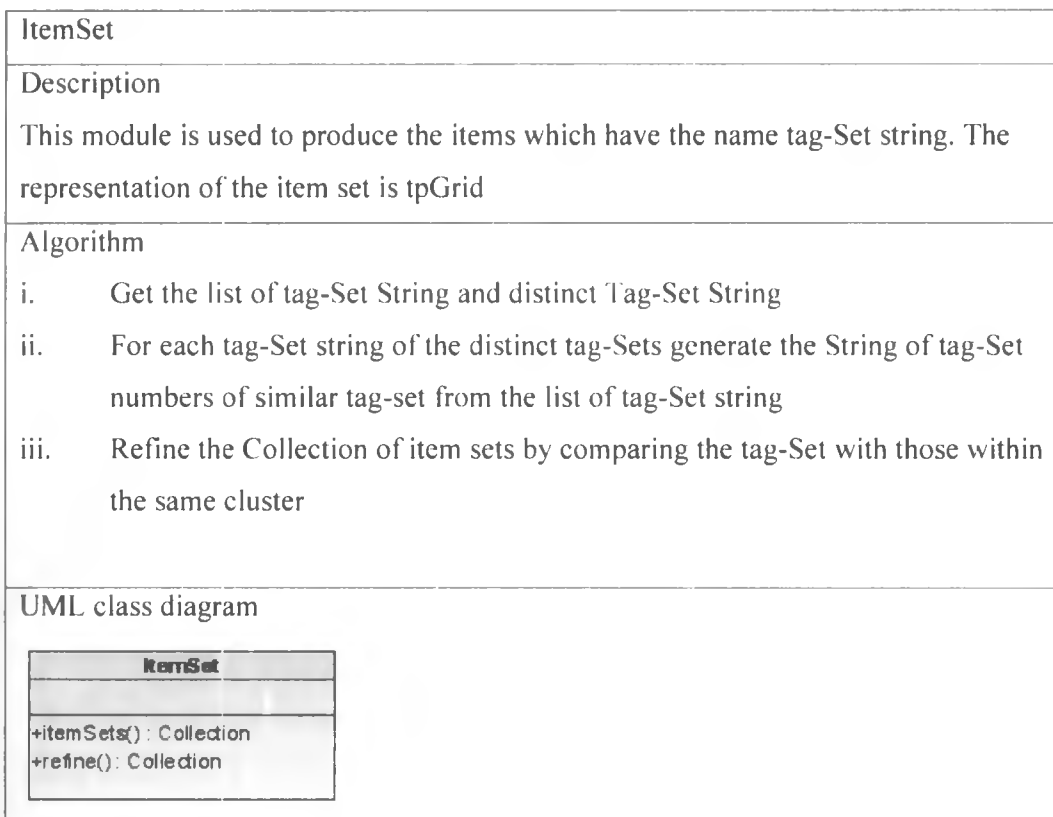 ItemSet
Description
This module is used to produce the items which have the name tag-Set string. The
representation of the item set is tpGrid
Algorithm
i. Get the list of tag-Set String and distinct Tag-Set String
ii. For each tag-Set string of the distinct tag-Sets generate the String of tag-Set
numbers of similar tag-set from the list of tag-Set string
iii. Refine the Collection of item sets by comparing the tag-Set with those within
the same cluster
UML class diagram
ItemSet
+itemSets() : Collection
+refine() : Collection